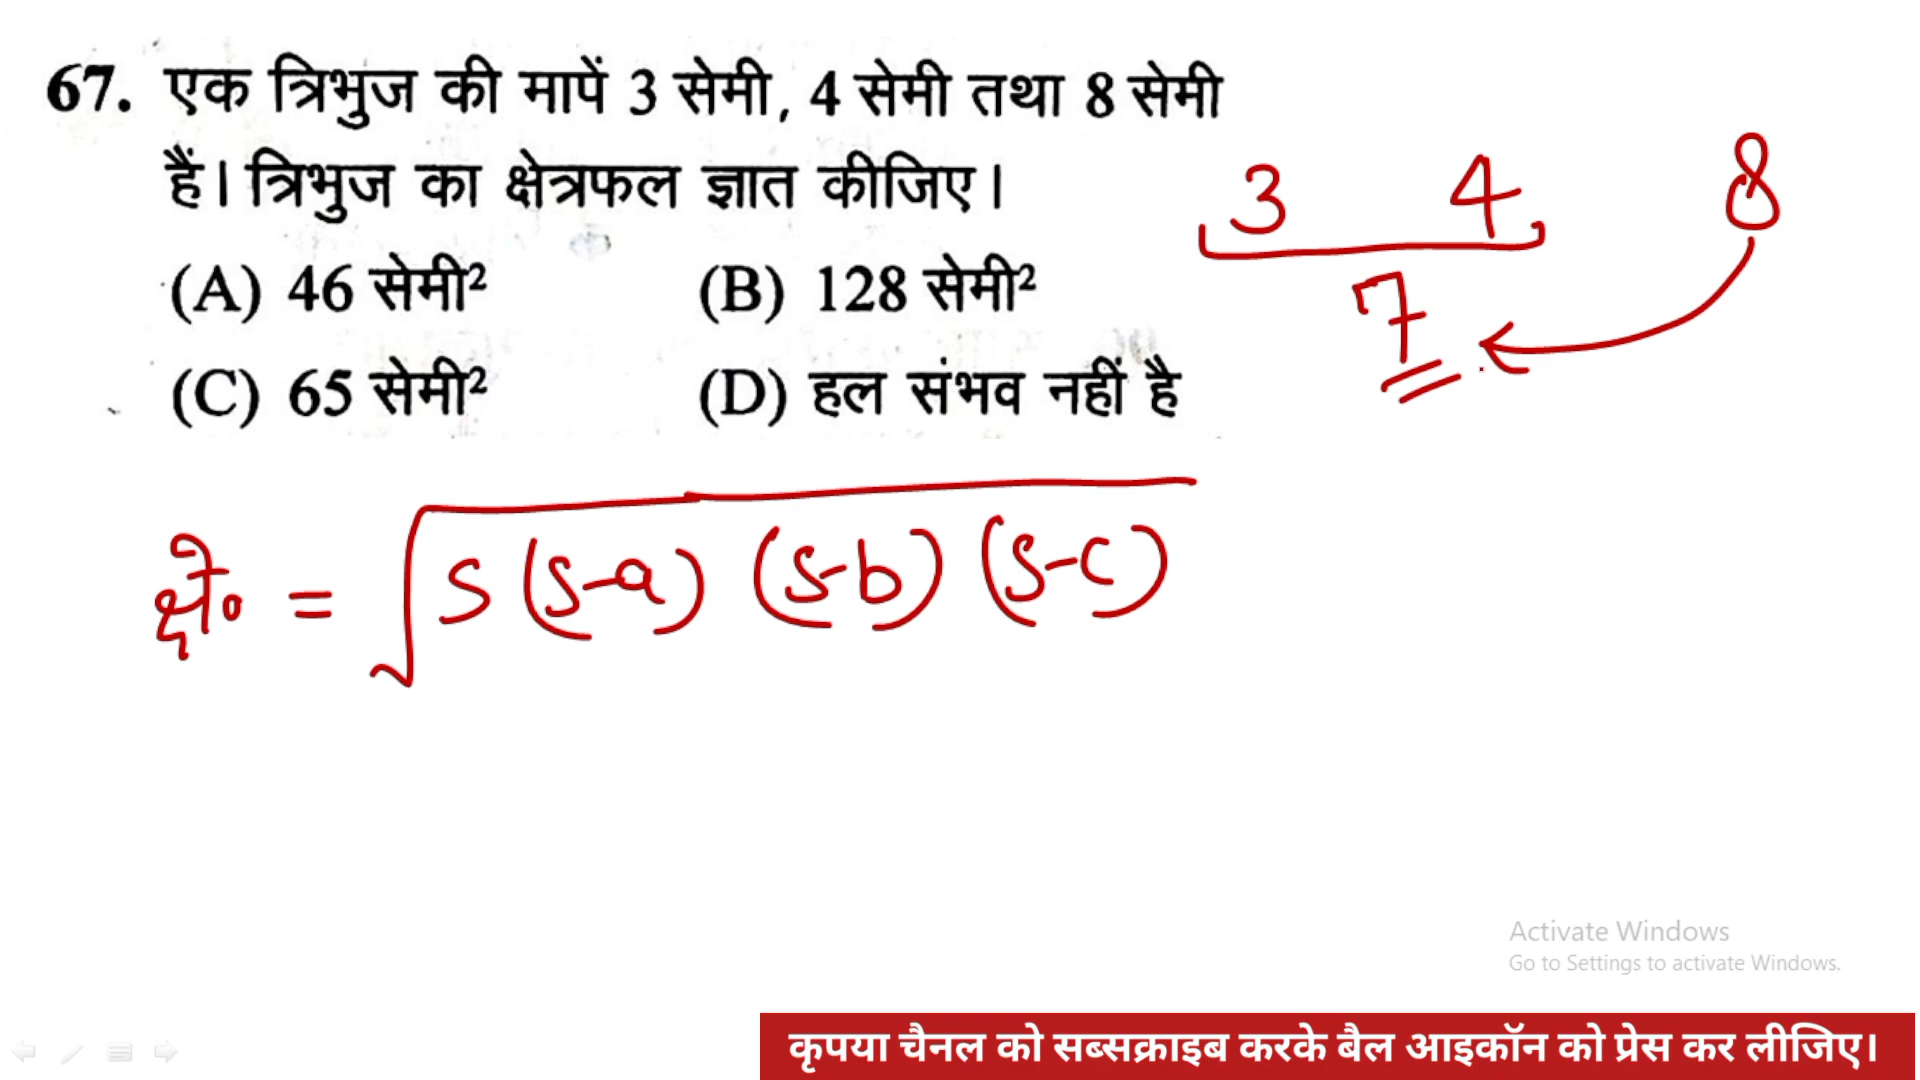 67. एक त्रिभुज की मापें 3 सेमी, 4 सेमी तथा 8 सेमी
हैं। त्रिभुज का क्षेत्रफल ज्ञात कीजिए।
(A) 46 सेमी² (B) 128 सेमी²
(C) 65 सेमी² (D) हल संभव नहीं है
3 4 8
7
क्षे० = √s(s-a) (s-b) (s-c)
Activate Windows
Go to Settings to activate Windows.
कृपया चैनल को सब्सक्राइब करके बैल आइकॉन को प्रेस कर लीजिए।